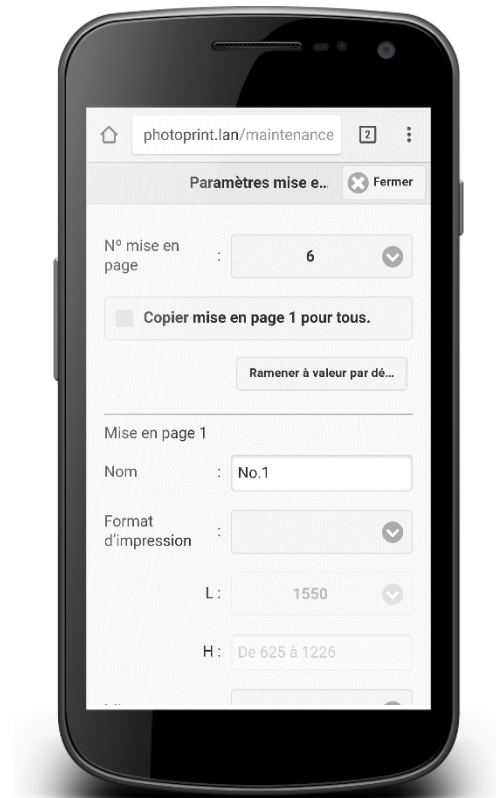 photoprint.lan/maintenance
2
Paramètres mise e...
Fermer
Nº mise en
page
:
6
Copier mise en page 1 pour tous.
Ramener à valeur par dé...
Mise en page 1
Nom : No.1
Format
d'impression
:
L : 1550
H : De 625 à 1226